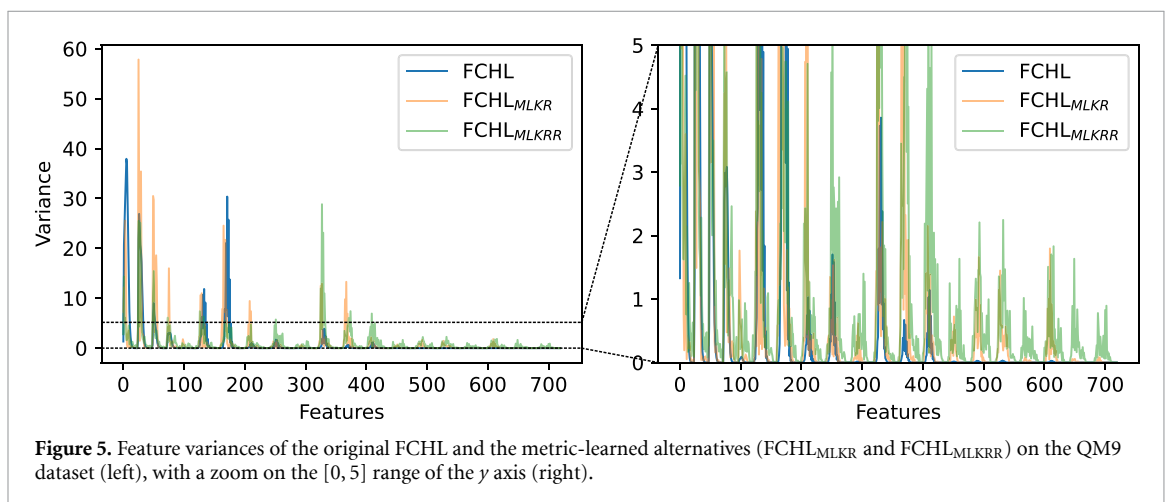 60
50
40
30
20
10
0
Variance
0 100 200 300 400 500 600 700
Features
FCHL
FCHL_MLKR
FCHL_MLKRR
5
4
3
2
1
0
0 100 200 300 400 500 600 700
Features
FCHL
FCHL_MLKR
FCHL_MLKRR
Figure 5. Feature variances of the original FCHL and the metric-learned alternatives (FCHL_MLKR and FCHL_MLKRR) on the QM9
dataset (left), with a zoom on the [0, 5] range of the y axis (right).